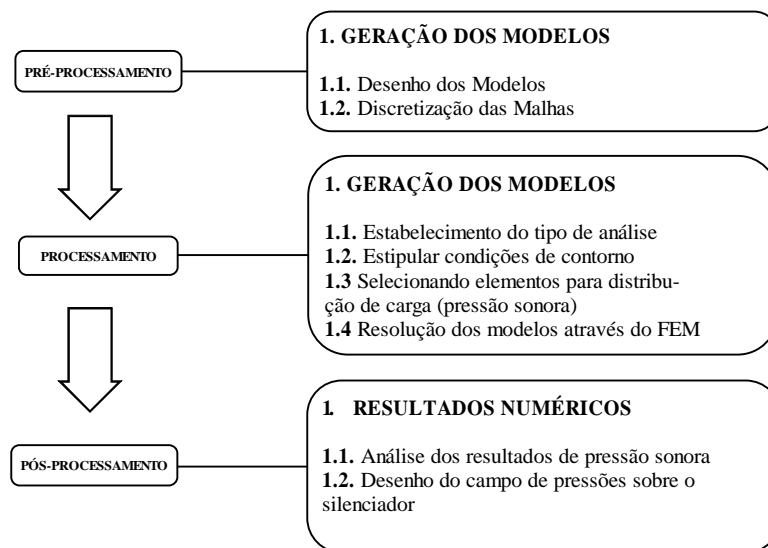 PRÉ-PROCESSAMENTO
1. GERAÇÃO DOS MODELOS
1.1. Desenho dos Modelos
1.2. Discretização das Malhas
PROCESSAMENTO
1. GERAÇÃO DOS MODELOS
1.1. Estabelecimento do tipo de análise
1.2. Estipular condições de contorno
1.3 Selecionando elementos para distribu-
ção de carga (pressão sonora)
1.4 Resolução dos modelos através do FEM
PÓS-PROCESSAMENTO
1. RESULTADOS NUMÉRICOS
1.1. Análise dos resultados de pressão sonora
1.2. Desenho do campo de pressões sobre o
silenciador